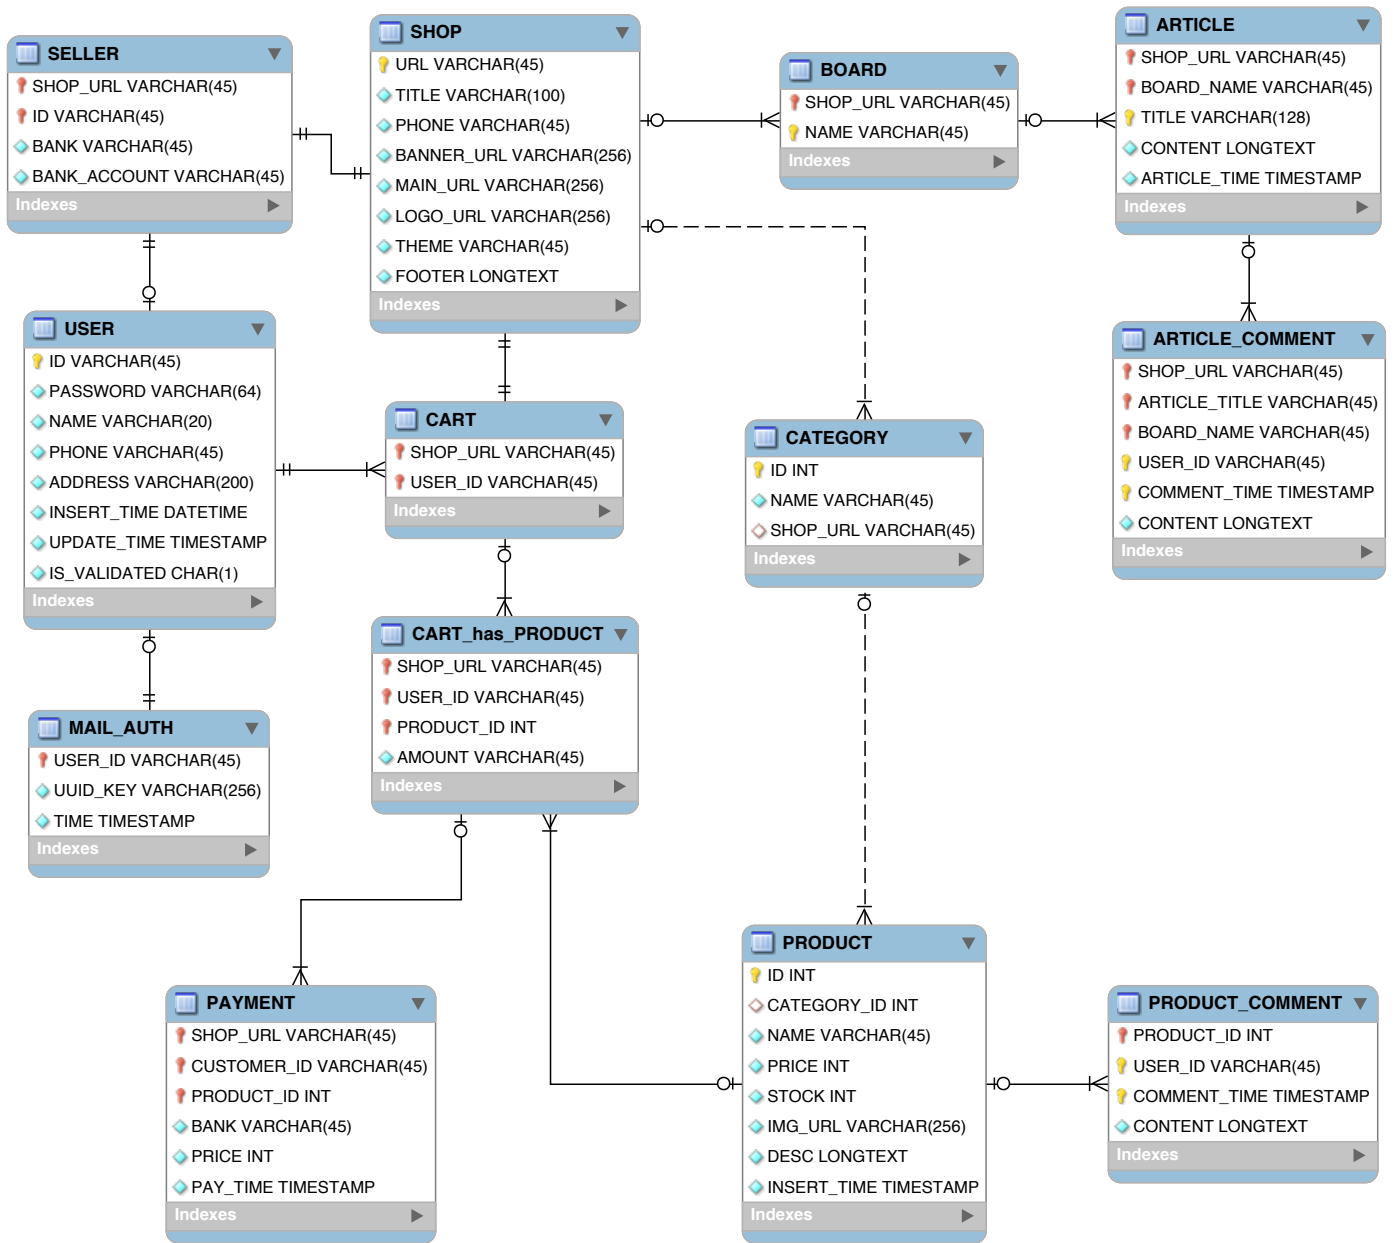 SELLER
SHOP_URL VARCHAR(45)
ID VARCHAR(45)
BANK VARCHAR(45)
BANK_ACCOUNT VARCHAR(45)
Indexes
SHOP
URL VARCHAR(45)
TITLE VARCHAR(100)
PHONE VARCHAR(45)
BANNER_URL VARCHAR(256)
MAIN_URL VARCHAR(256)
LOGO_URL VARCHAR(256)
THEME VARCHAR(45)
FOOTER LONGTEXT
Indexes
BOARD
SHOP_URL VARCHAR(45)
NAME VARCHAR(45)
Indexes
ARTICLE
SHOP_URL VARCHAR(45)
BOARD_NAME VARCHAR(45)
TITLE VARCHAR(128)
CONTENT LONGTEXT
ARTICLE_TIME TIMESTAMP
Indexes
USER
ID VARCHAR(45)
PASSWORD VARCHAR(64)
NAME VARCHAR(20)
PHONE VARCHAR(45)
ADDRESS VARCHAR(200)
INSERT_TIME DATETIME
UPDATE_TIME TIMESTAMP
IS_VALIDATED CHAR(1)
Indexes
CART
SHOP_URL VARCHAR(45)
USER_ID VARCHAR(45)
Indexes
CATEGORY
ID INT
NAME VARCHAR(45)
SHOP_URL VARCHAR(45)
Indexes
ARTICLE_COMMENT
SHOP_URL VARCHAR(45)
ARTICLE_TITLE VARCHAR(45)
BOARD_NAME VARCHAR(45)
USER_ID VARCHAR(45)
COMMENT_TIME TIMESTAMP
CONTENT LONGTEXT
Indexes
CART_has_PRODUCT
SHOP_URL VARCHAR(45)
USER_ID VARCHAR(45)
PRODUCT_ID INT
AMOUNT VARCHAR(45)
Indexes
MAIL_AUTH
USER_ID VARCHAR(45)
UUID_KEY VARCHAR(256)
TIME TIMESTAMP
Indexes
PAYMENT
SHOP_URL VARCHAR(45)
CUSTOMER_ID VARCHAR(45)
PRODUCT_ID INT
BANK VARCHAR(45)
PRICE INT
PAY_TIME TIMESTAMP
Indexes
PRODUCT
ID INT
CATEGORY_ID INT
NAME VARCHAR(45)
PRICE INT
STOCK INT
IMG_URL VARCHAR(256)
DESC LONGTEXT
INSERT_TIME TIMESTAMP
Indexes
PRODUCT_COMMENT
PRODUCT_ID INT
USER_ID VARCHAR(45)
COMMENT_TIME TIMESTAMP
CONTENT LONGTEXT
Indexes